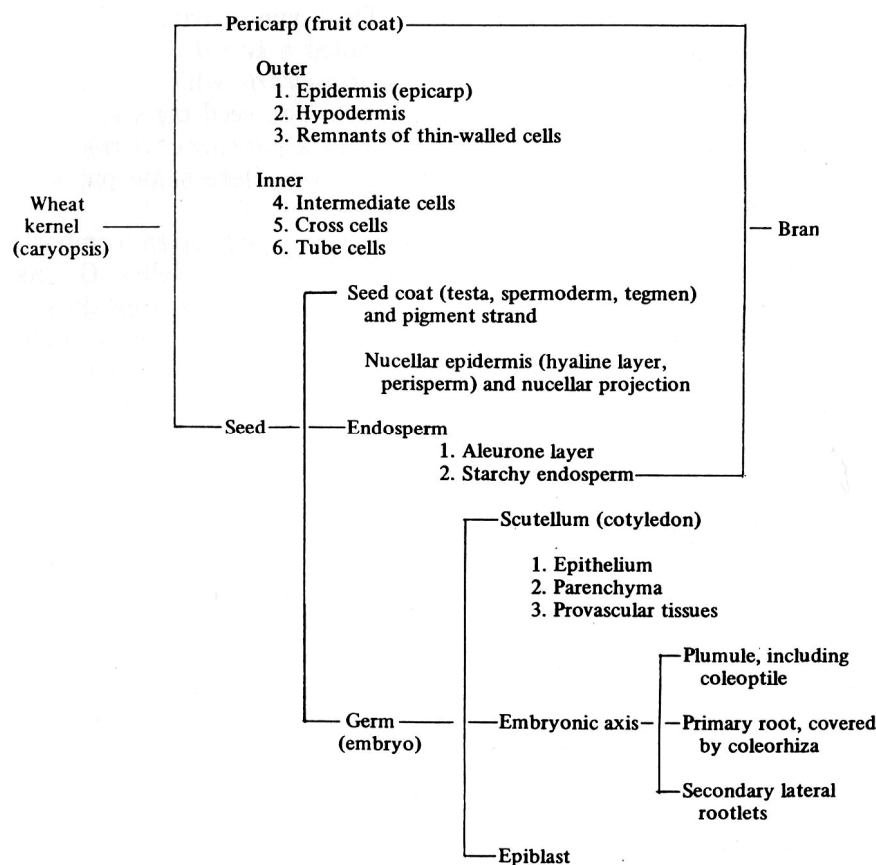 Pericarp (fruit coat)
Outer
1. Epidermis (epicarp)
2. Hypodermis
3. Remnants of thin-walled cells
Inner
4. Intermediate cells
5. Cross cells
6. Tube cells
Wheat
kernel
(caryopsis)
Bran
Seed coat (testa, spermoderm, tegmen)
and pigment strand
Nucellar epidermis (hyaline layer,
perisperm) and nucellar projection
Seed
Endosperm
1. Aleurone layer
2. Starchy endosperm
Scutellum (cotyledon)
1. Epithelium
2. Parenchyma
3. Provascular tissues
Plumule, including
coleoptile
Germ
(embryo)
Embryonic axis
Primary root, covered
by coleorhiza
Secondary lateral
rootlets
Epiblast